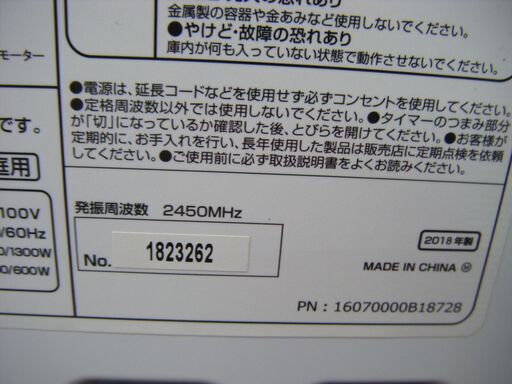 金属製の容器や金あみなど使用しないでください。
●やけど・故障の恐れあり
庫内が何も入っていない状態で動作させないでください。
モーター
●電源は、延長コードなどを使用せず必ずコンセントを使用してください。
●定格周波数以外では使用しないでください。●タイマーのつまみ部分
が「切」になっているか確認した後、とびらを開けてください。●お客様が
定期的に、お手入れを行い、長年使用した製品は販売店に定期点検を依頼
してください。●ご使用前に必ず取扱説明書をよくお読みください。
です。
庭用
100V
/60Hz
0/1300W
0/600W
発振周波数 2450MHz
No. 1823262
2018年製
MADE IN CHINA Ⓜ
PN : 16070000B18728